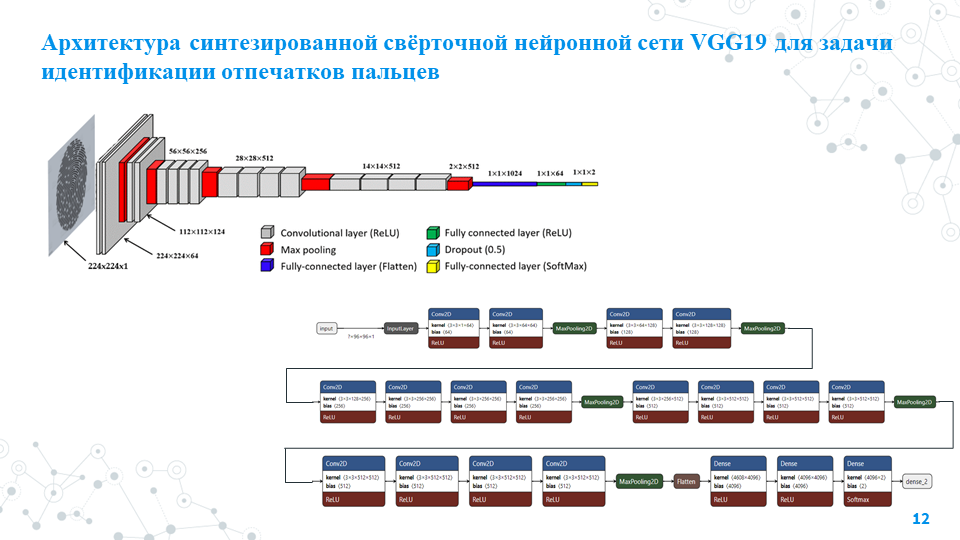 Архитектура синтезированной свёрточной нейронной сети VGG19 для задачи
идентификации отпечатков пальцев
56×56×256
28×28×512
14×14×512
2×2×512
1×1×1024
1×1×64
1×1×2
112×112×124
224×224×64
224x224x1
Convolutional layer (ReLU)
Max pooling
Fully-connected layer (Flatten)
Fully connected layer (ReLU)
Dropout (0.5)
Fully-connected layer (SoftMax)
input
?×96×96×1
InputLayer
Conv2D
kernel (3×3×1×64)
bias (64)
ReLU
Conv2D
kernel (3×3×64×64)
bias (64)
ReLU
MaxPooling2D
Conv2D
kernel (3×3×64×128)
bias (128)
ReLU
Conv2D
kernel (3×3×128×128)
bias (128)
ReLU
MaxPooling2D
Conv2D
kernel (3×3×128×256)
bias (256)
ReLU
Conv2D
kernel (3×3×256×256)
bias (256)
ReLU
Conv2D
kernel (3×3×256×256)
bias (256)
ReLU
Conv2D
kernel (3×3×256×256)
bias (256)
ReLU
MaxPooling2D
Conv2D
kernel (3×3×256×512)
bias (512)
ReLU
Conv2D
kernel (3×3×512×512)
bias (512)
ReLU
Conv2D
kernel (3×3×512×512)
bias (512)
ReLU
Conv2D
kernel (3×3×512×512)
bias (512)
ReLU
MaxPooling2D
Conv2D
kernel (3×3×512×512)
bias (512)
ReLU
Conv2D
kernel (3×3×512×512)
bias (512)
ReLU
Conv2D
kernel (3×3×512×512)
bias (512)
ReLU
Conv2D
kernel (3×3×512×512)
bias (512)
ReLU
MaxPooling2D
Flatten
Dense
kernel (4608×4096)
bias (4096)
ReLU
Dense
kernel (4096×4096)
bias (4096)
ReLU
Dense
kernel (4096×2)
bias (2)
Softmax
dense_2
12